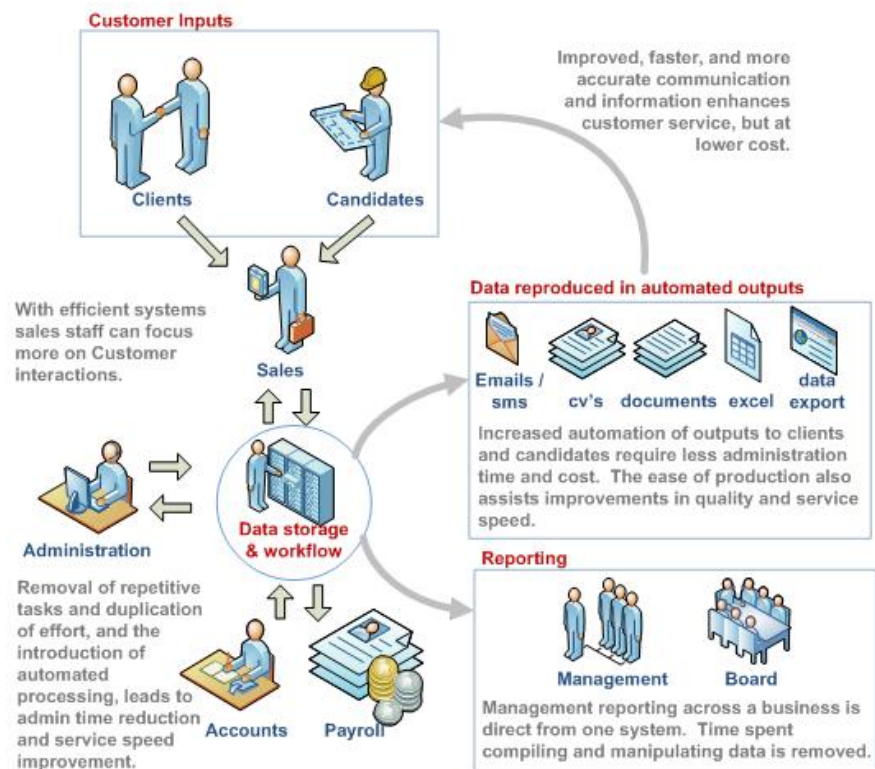 Customer Inputs
Clients
Candidates
Improved, faster, and more
accurate communication
and information enhances
customer service, but at
lower cost.
With efficient systems
sales staff can focus
more on Customer
interactions.
Sales
Data reproduced in automated outputs
Emails /
sms
cv's
documents
excel
data
export
Increased automation of outputs to clients
and candidates require less administration
time and cost. The ease of production also
assists improvements in quality and service
speed.
Administration
Data storage
& workflow
Removal of repetitive
tasks and duplication
of effort, and the
introduction of
automated
processing, leads to
admin time reduction
and service speed
improvement.
Accounts
Payroll
Reporting
Management
Board
Management reporting across a business is
direct from one system. Time spent
compiling and manipulating data is removed.